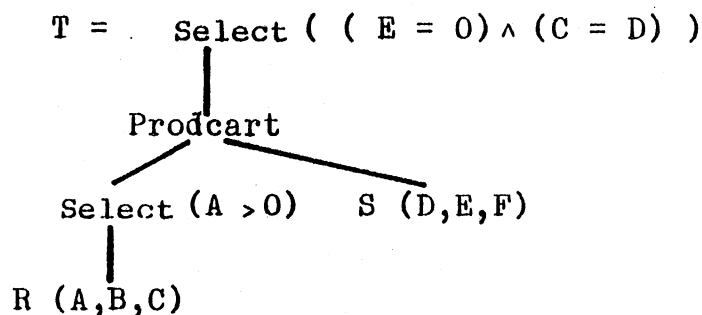 T = Select ( ( E = 0) ∧ (C = D) )
Prodcart
Select (A > 0) S (D,E,F)
R (A,B,C)